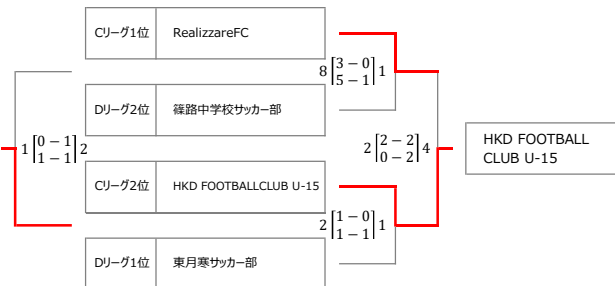 Cリーグ1位 RealizzareFC
8 3-0 1
5-1
Dリーグ2位 篠路中学校サッカー部
1 0-1 2
1-1
2 2-2 4
0-2
HKD FOOTBALL
CLUB U-15
Cリーグ2位 HKD FOOTBALLCLUB U-15
2 1-0 1
1-1
Dリーグ1位 東月寒サッカー部